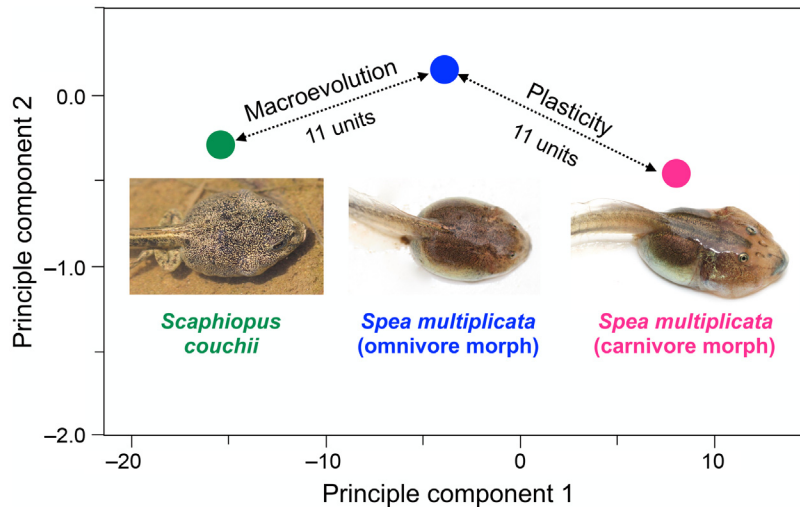 Principle component 2
0.0
–1.0
–2.0
Macroevolution
11 units
Plasticity
11 units
Scaphiopus
couchii
Spea multiplicata
(omnivore morph)
Spea multiplicata
(carnivore morph)
–20
–10
0
10
Principle component 1